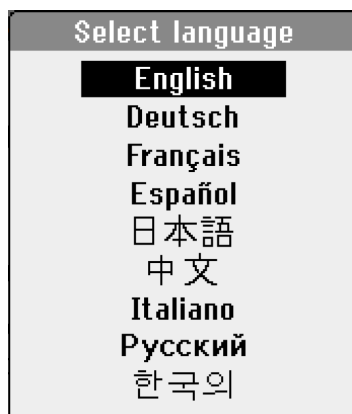 Select language
English
Deutsch
Français
Español
日本語
中文
Italiano
Русский
한국의